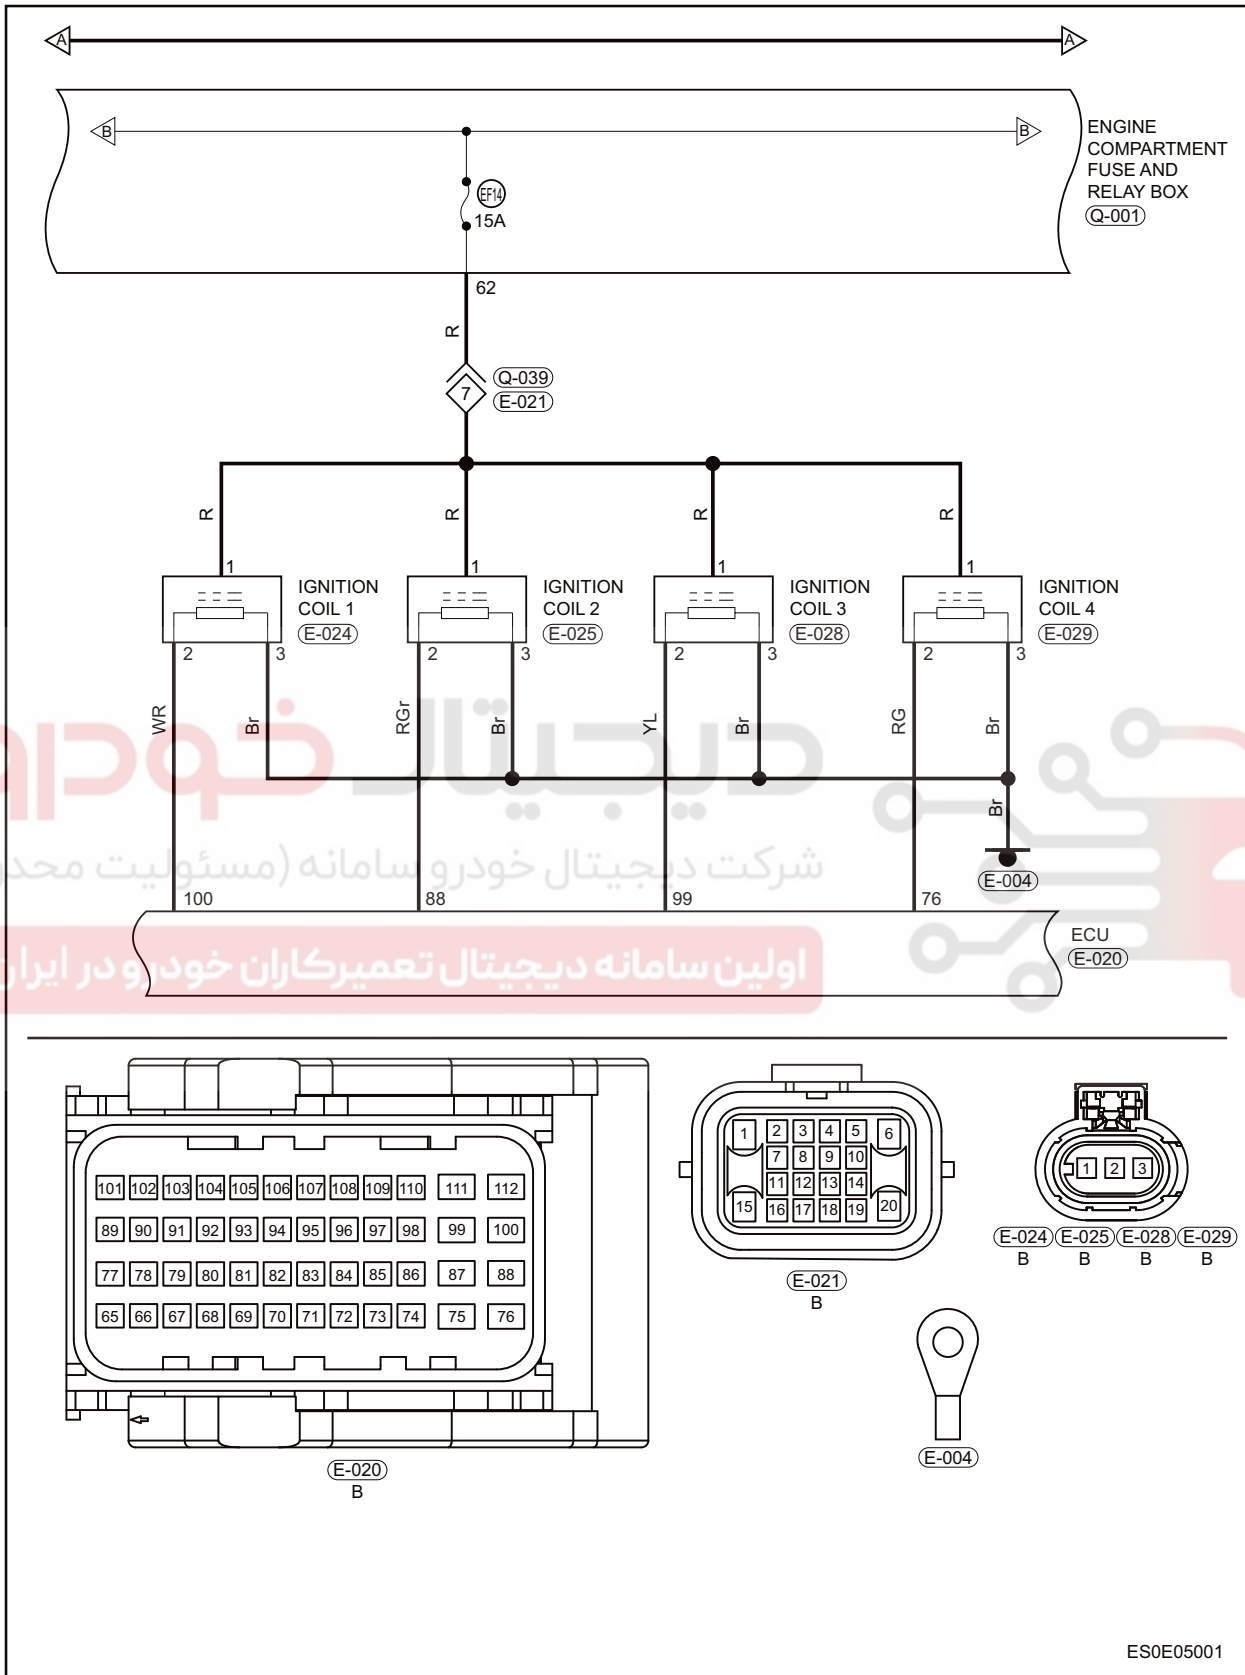 A A
B B
ENGINE
COMPARTMENT
FUSE AND
RELAY BOX
Q-001
EF14
15A
62
R
7
Q-039
E-021
R R R R
1 1 1 1
IGNITION
COIL 1
E-024
IGNITION
COIL 2
E-025
IGNITION
COIL 3
E-028
IGNITION
COIL 4
E-029
2 3 2 3 2 3 2 3
WR Br RGr Br YL Br RG Br
دیجیتال خودرو
Br
شرکت دیجیتال خودرو سامانه (مسئولیت
E-004
100 88 99 76
ECU
E-020
اولین سامانه دیجیتال تعمیرکاران خودرو در ایران
101 102 103 104 105 106 107 108 109 110 111 112
89 90 91 92 93 94 95 96 97 98 99 100
77 78 79 80 81 82 83 84 85 86 87 88
65 66 67 68 69 70 71 72 73 74 75 76
E-020
B
1 2 3 4 5 6
7 8 9 10
11 12 13 14
15 16 17 18 19 20
E-021
B
1 2 3
E-024 E-025 E-028 E-029
B B B B
E-004
ES0E05001